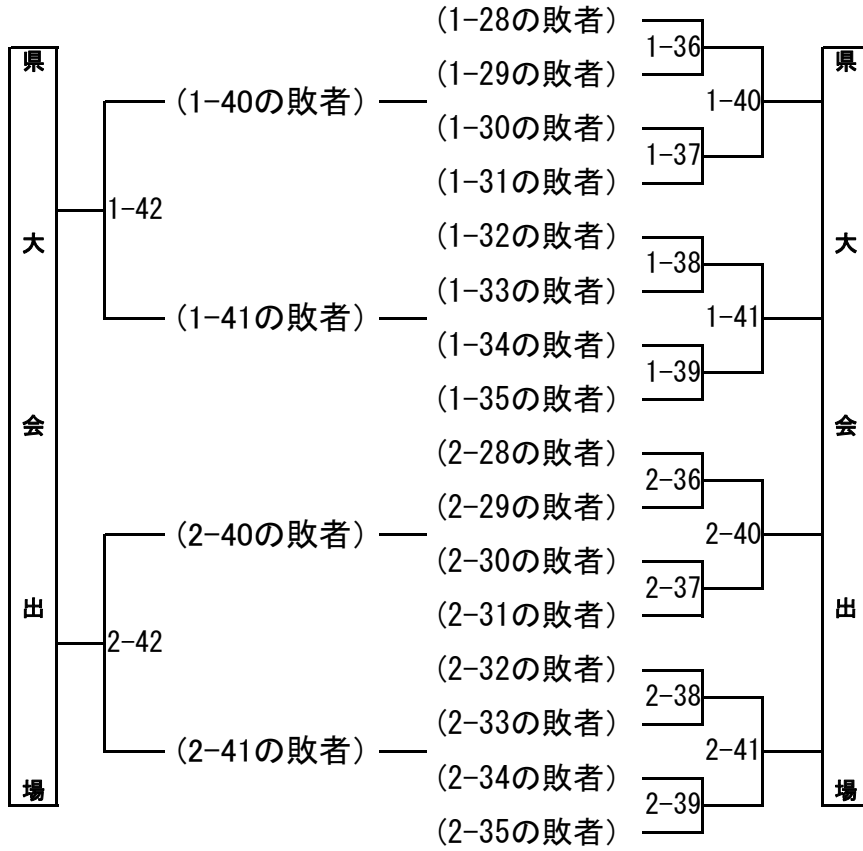 県大会出場
1-42
2-42
(1-40の敗者)
(1-41の敗者)
(2-40の敗者)
(2-41の敗者)
(1-28の敗者)
(1-29の敗者)
(1-30の敗者)
(1-31の敗者)
(1-32の敗者)
(1-33の敗者)
(1-34の敗者)
(1-35の敗者)
(2-28の敗者)
(2-29の敗者)
(2-30の敗者)
(2-31の敗者)
(2-32の敗者)
(2-33の敗者)
(2-34の敗者)
(2-35の敗者)
1-36
1-37
1-38
1-39
2-36
2-37
2-38
2-39
1-40
1-41
2-40
2-41
県大会出場